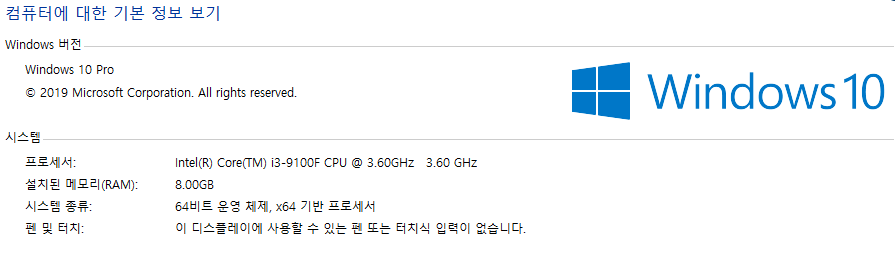 컴퓨터에 대한 기본 정보 보기
Windows 버전
Windows 10 Pro
© 2019 Microsoft Corporation. All rights reserved.
Windows 10
시스템
프로세서: Intel(R) Core(TM) i3-9100F CPU @ 3.60GHz 3.60 GHz
설치된 메모리(RAM): 8.00GB
시스템 종류: 64비트 운영 체제, x64 기반 프로세서
펜 및 터치: 이 디스플레이에 사용할 수 있는 펜 또는 터치식 입력이 없습니다.